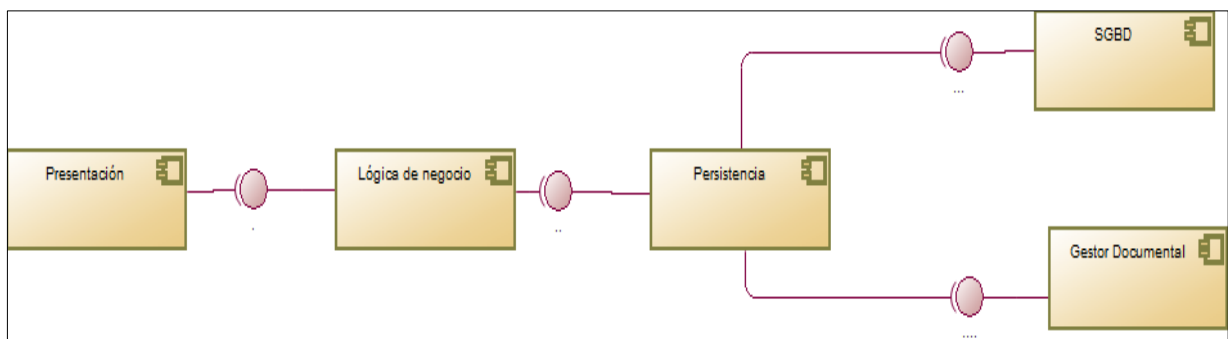 SGBD
...
Presentación
Lógica de negocio
Persistencia
.
..
Gestor Documental
....